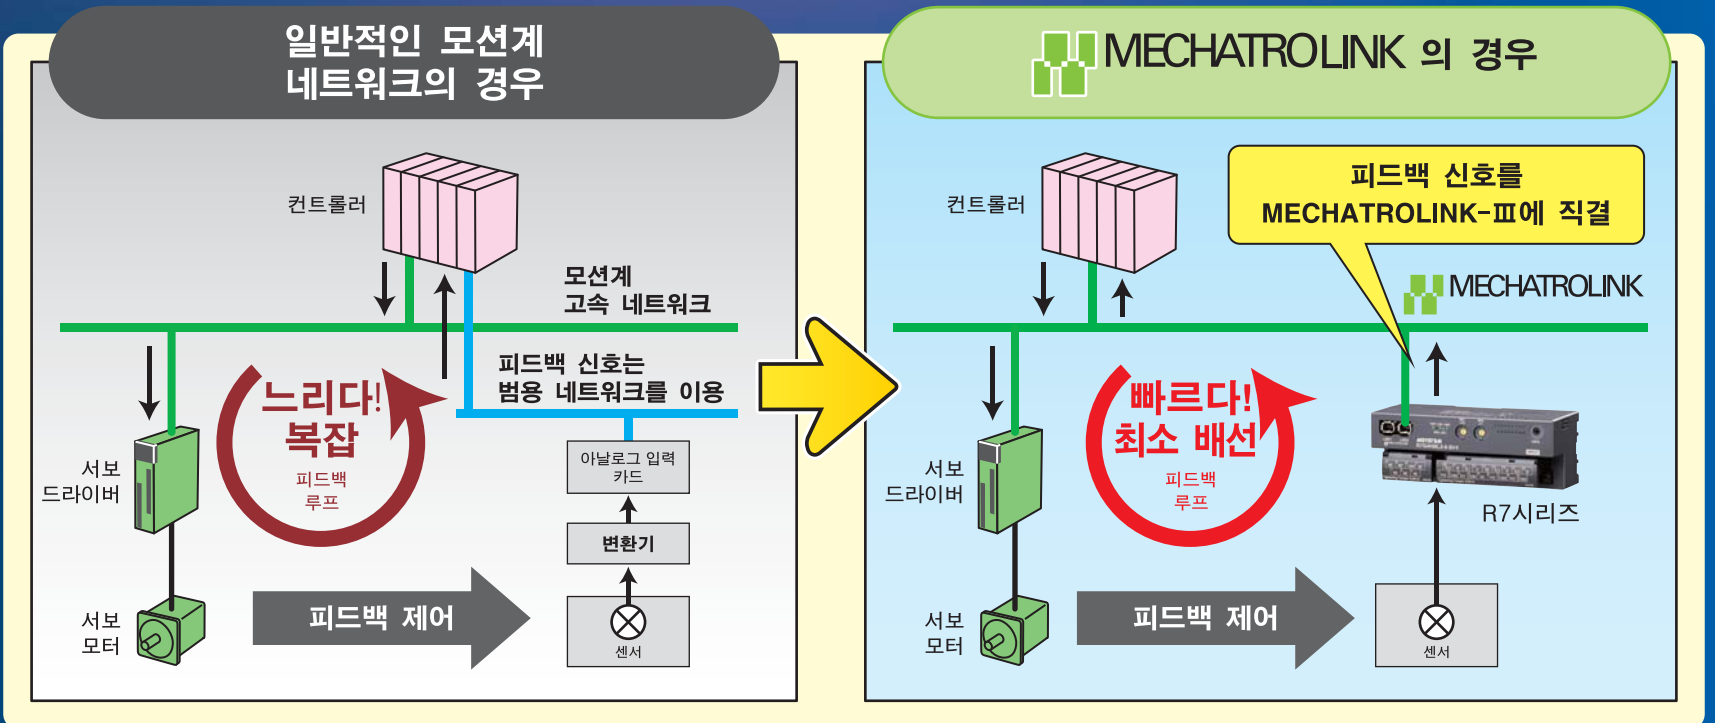 일반적인 모션계
네트워크의 경우
컨트롤러
모션계
고속 네트워크
피드백 신호는
범용 네트워크를 이용
느리다!
복잡
피드백
루프
서보
드라이버
아날로그 입력
카드
변환기
서보
모터
피드백 제어
센서
MECHATROLINK 의 경우
컨트롤러
피드백 신호를
MECHATROLINK-Ⅲ에 직결
MECHATROLINK
빠르다!
최소 배선
피드백
루프
서보
드라이버
R7시리즈
서보
모터
피드백 제어
센서